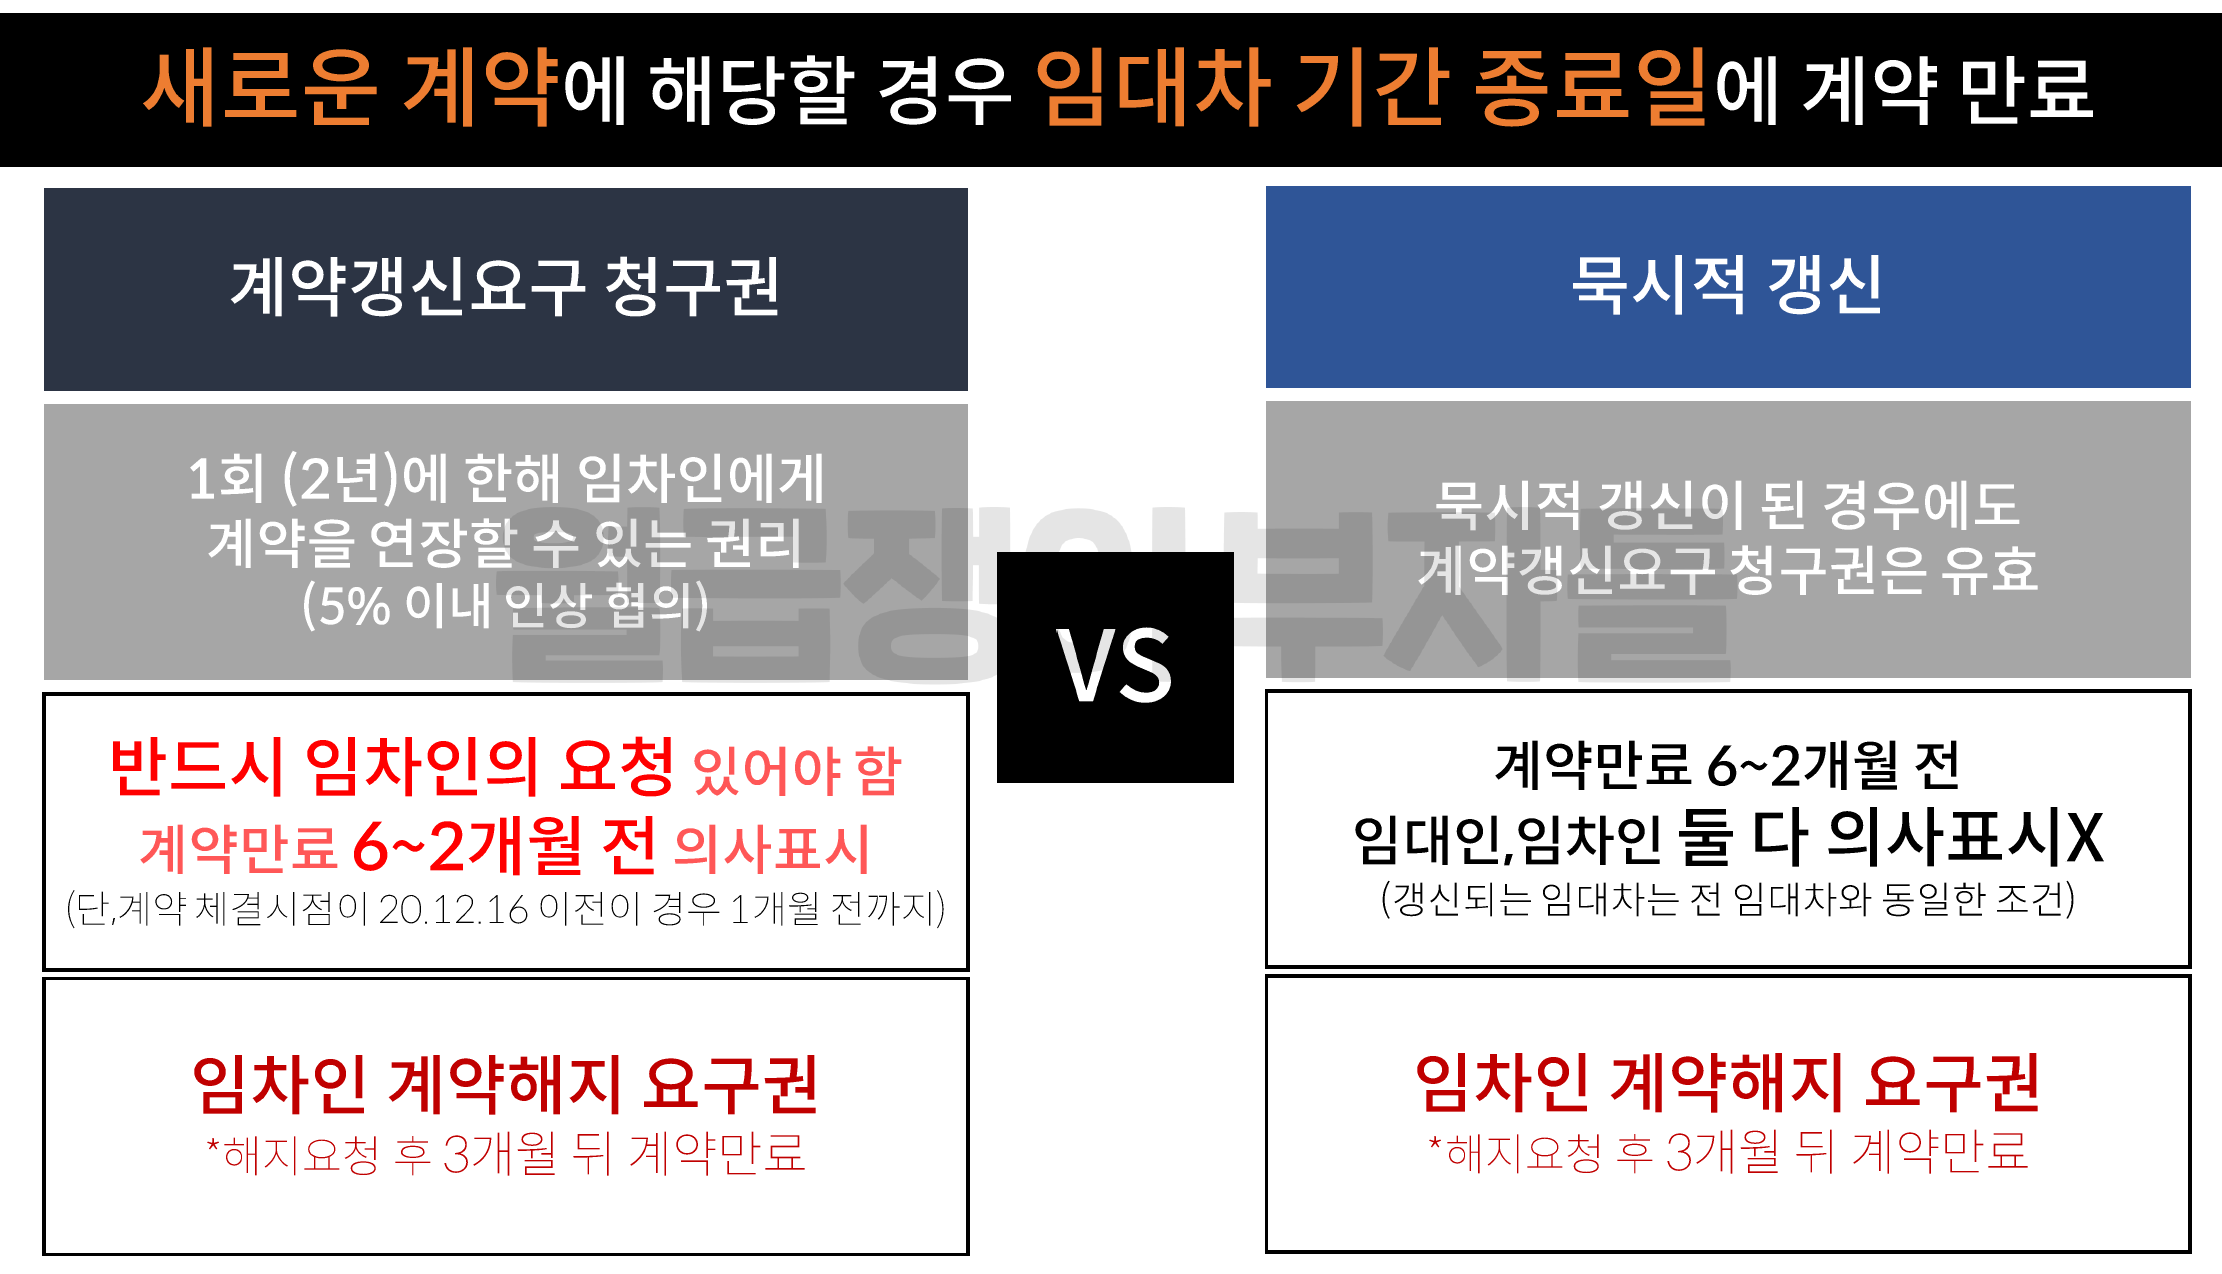 새로운 계약에 해당할 경우 임대차 기간 종료일에 계약 만료
계약갱신요구 청구권
1회 (2년)에 한해 임차인에게
계약을 연장할 수 있는 권리
(5% 이내 인상 협의)
반드시 임차인의 요청 있어야 함
계약만료 6~2개월 전 의사표시
(단,계약 체결시점이 20.12.16 이전이 경우 1개월 전까지)
임차인 계약해지 요구권
*해지요청 후 3개월 뒤 계약만료
VS
묵시적 갱신
묵시적 갱신이 된 경우에도
계약갱신요구 청구권은 유효
계약만료 6~2개월 전
임대인,임차인 둘 다 의사표시X
(갱신되는 임대차는 전 임대차와 동일한 조건)
임차인 계약해지 요구권
*해지요청 후 3개월 뒤 계약만료
월급쟁이부자들